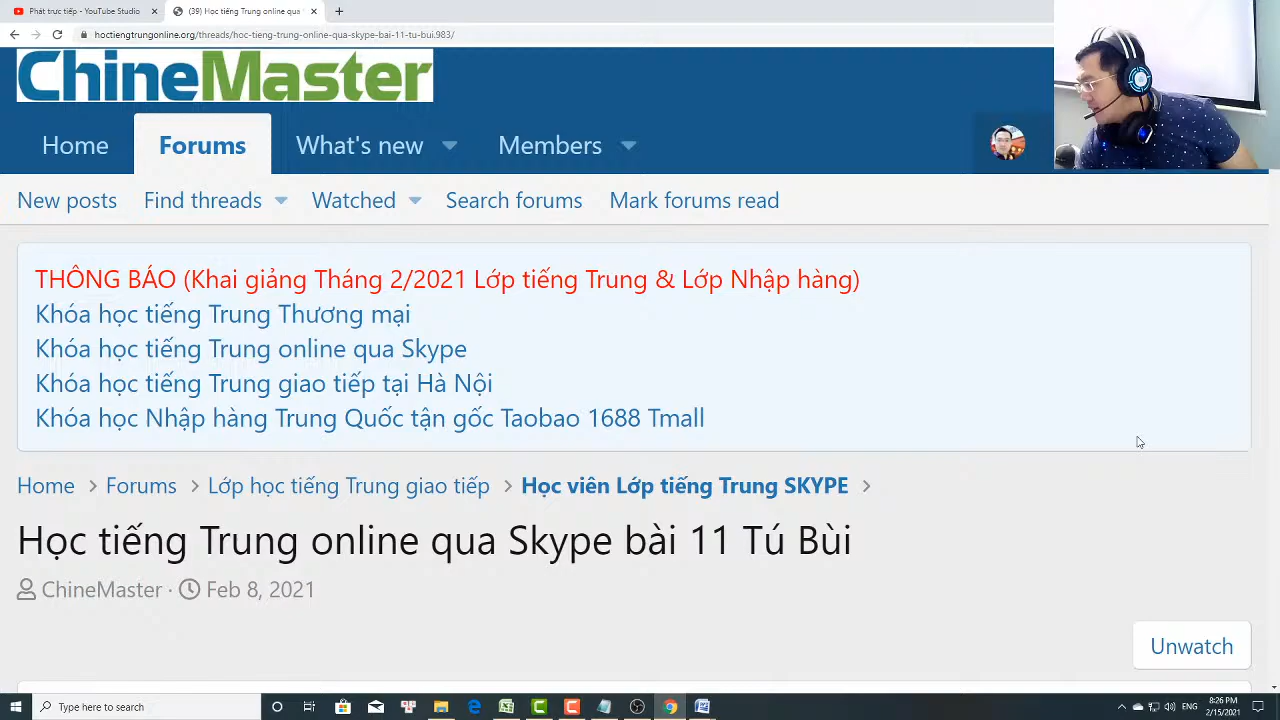 Phát trực tiếp - YouTube Studio
(39) Học tiếng Trung online qua
hoctiengtrungonline.org/threads/hoc-tieng-trung-online-qua-skype-bai-11-tu-bui.983/
ChineMaster
Home Forums What's new Members
New posts Find threads Watched Search forums Mark forums read
THÔNG BÁO (Khai giảng Tháng 2/2021 Lớp tiếng Trung & Lớp Nhập hàng)
Khóa học tiếng Trung Thương mại
Khóa học tiếng Trung online qua Skype
Khóa học tiếng Trung giao tiếp tại Hà Nội
Khóa học Nhập hàng Trung Quốc tận gốc Taobao 1688 Tmall
Home Forums Lớp học tiếng Trung giao tiếp Học viên Lớp tiếng Trung SKYPE
Học tiếng Trung online qua Skype bài 11 Tú Bùi
ChineMaster · Feb 8, 2021
Unwatch
Type here to search
ENG
8:26 PM
2/15/2021